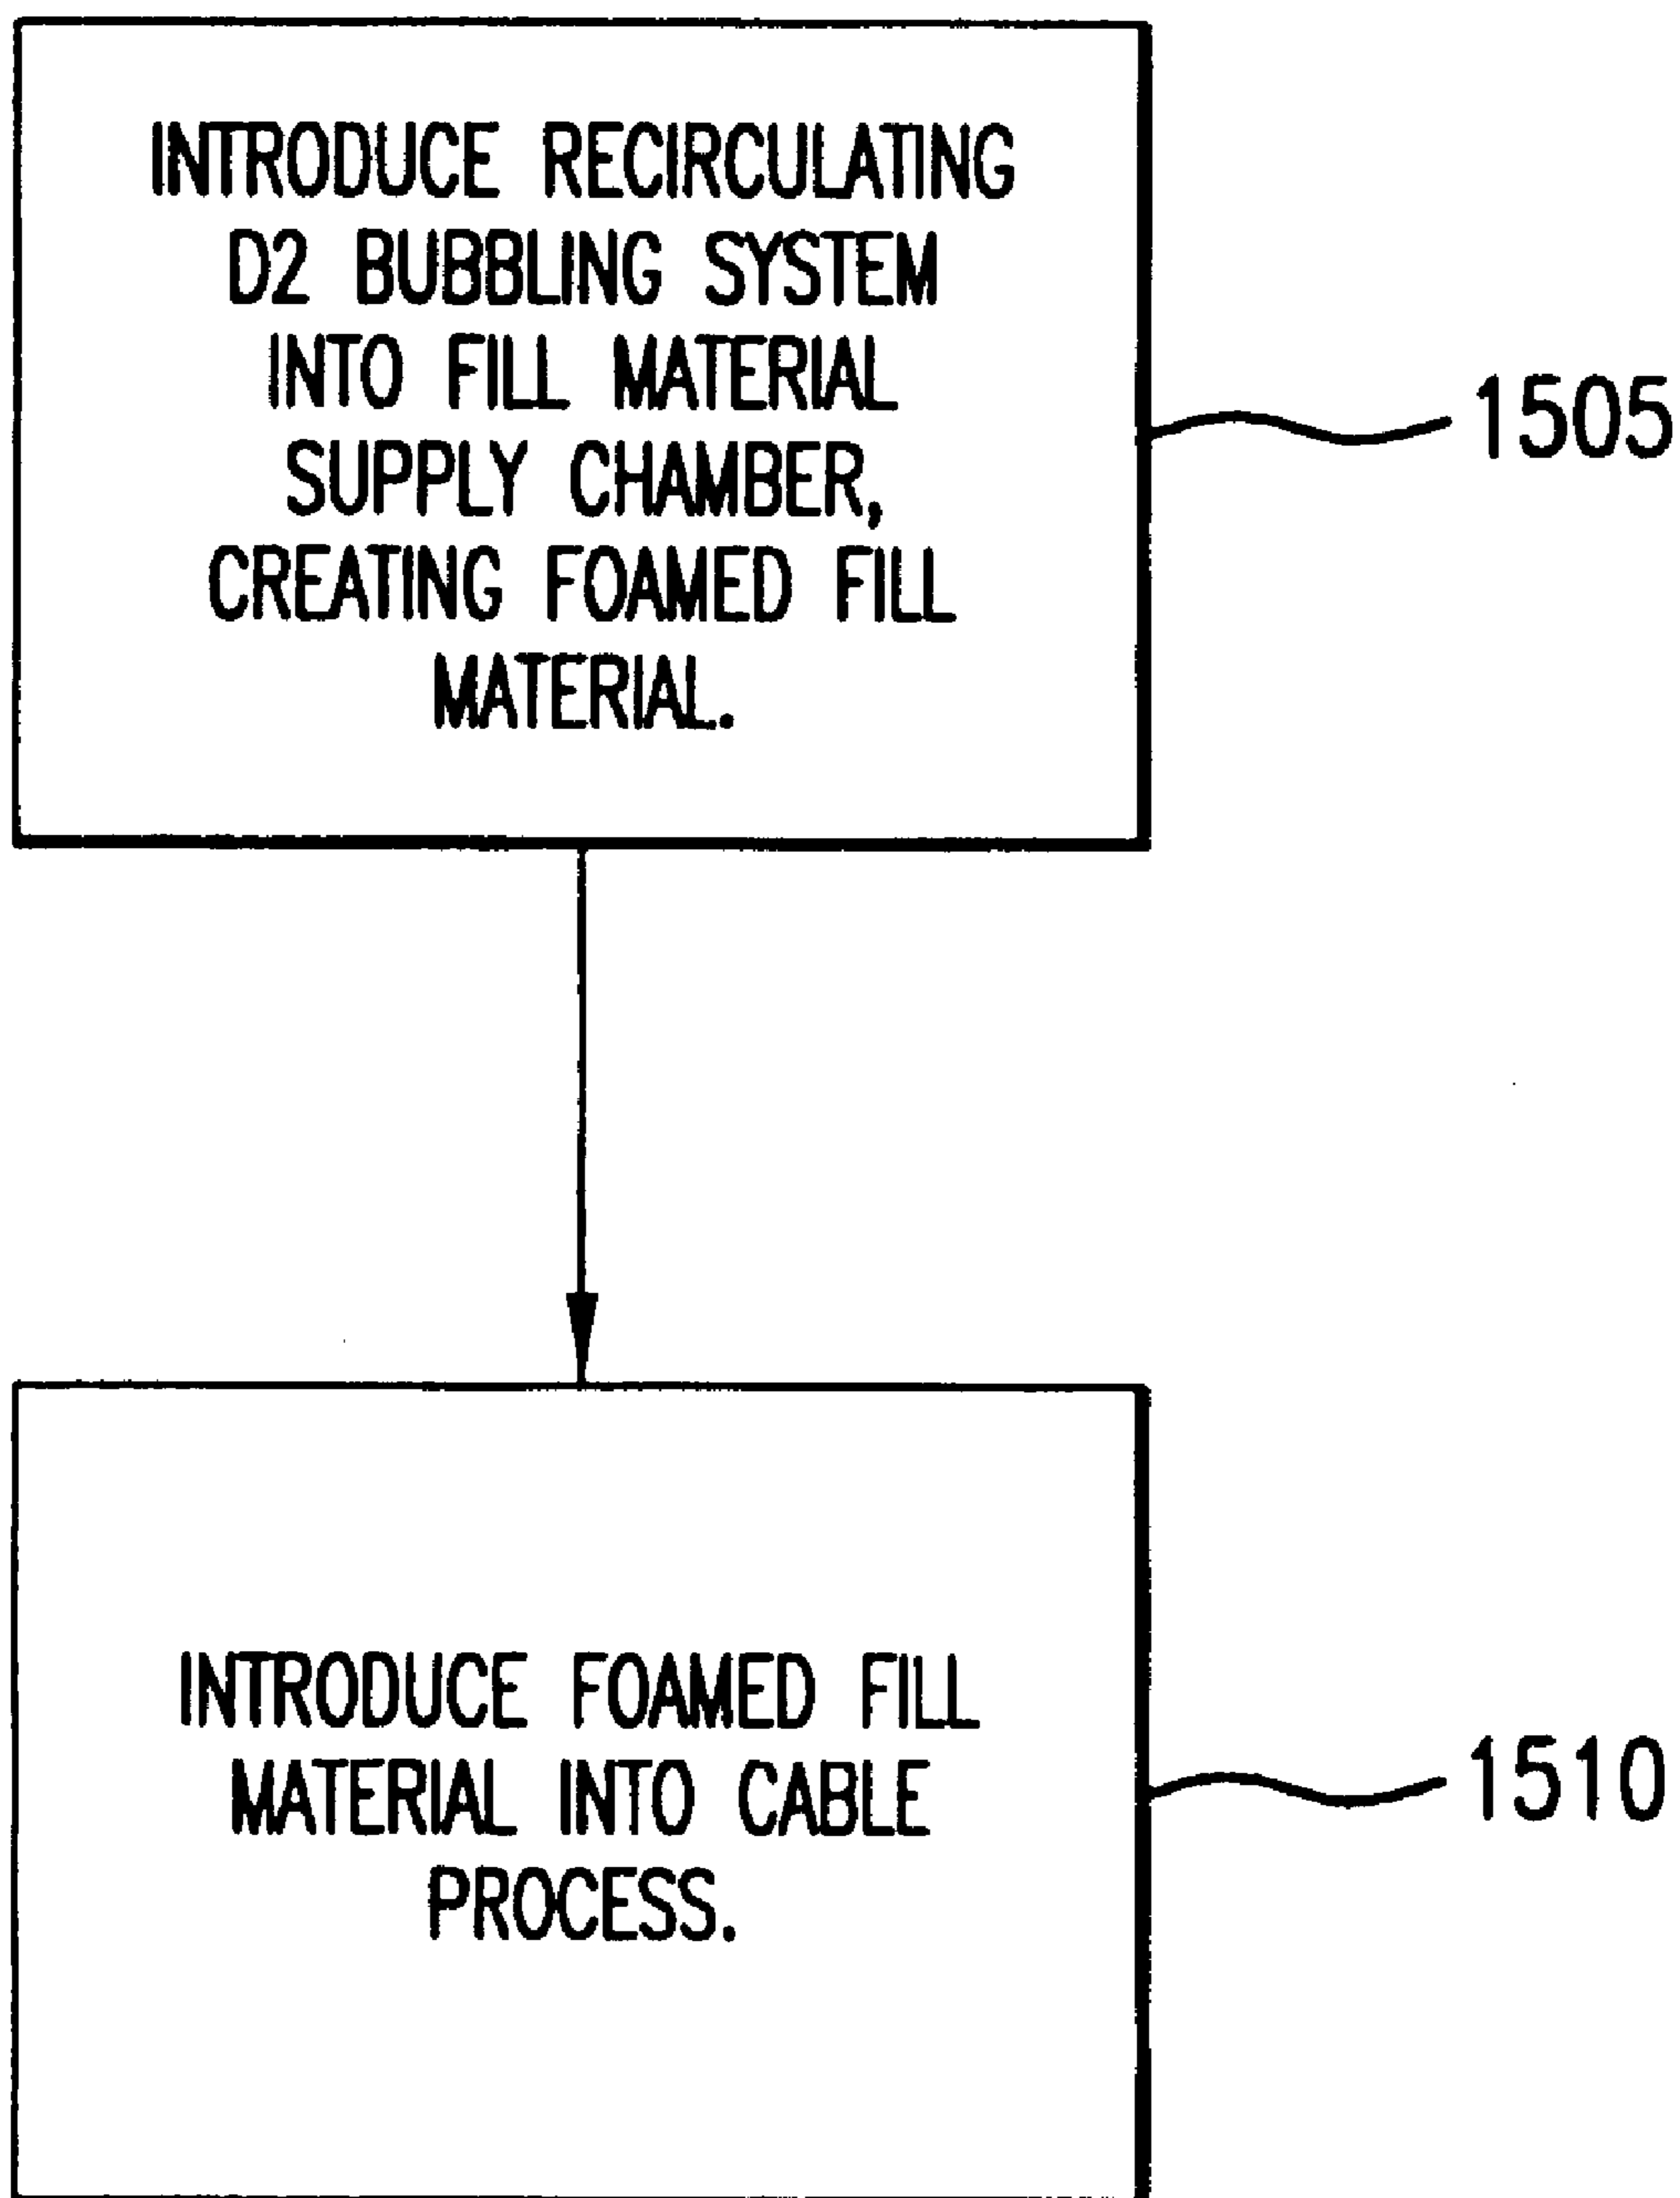 INTRODUCE RECIRCULATING
D2 BUBBLING SYSTEM
INTO FILL MATERIAL
SUPPLY CHAMBER,
CREATING FOAMED FILL
MATERIAL.
1505
INTRODUCE FOAMED FILL
MATERIAL INTO CABLE
PROCESS.
1510